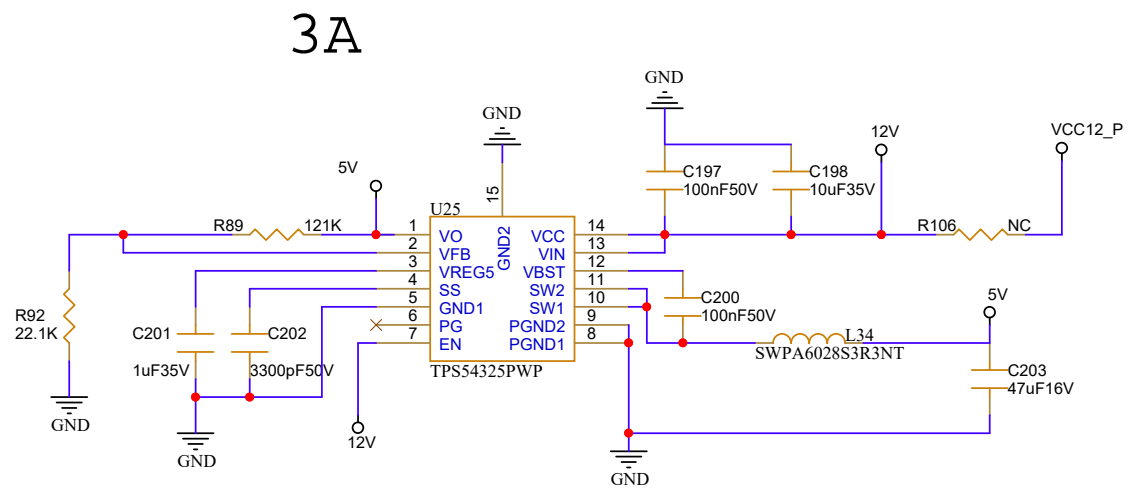 3A
GND
GND
5V
15
U25
C197
100nF50V
C198
10uF35V
12V
VCC12_P
R89
121K
1
VO
GND2
VCC
14
R106
NC
2
VFB
VIN
13
3
VREG5
VBST
12
4
SS
SW2
11
5
GND1
SW1
10
6
PG
PGND2
9
7
EN
PGND1
8
TPS54325PWP
R92
22.1K
C201
1uF35V
C202
3300pF50V
C200
100nF50V
5V
L34
SWPA6028S3R3NT
C203
47uF16V
GND
12V
GND
GND